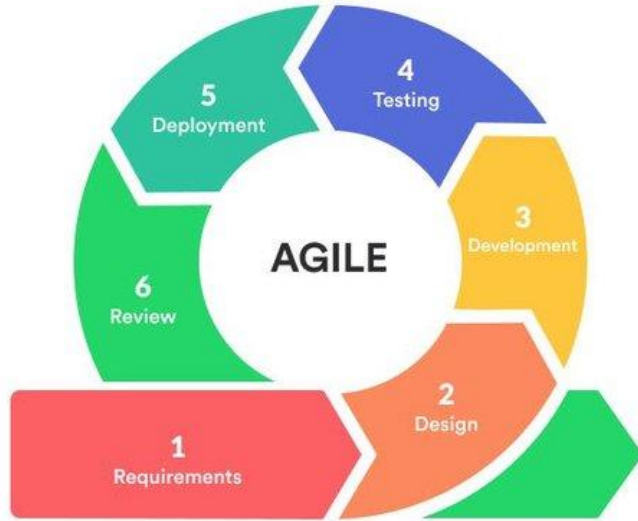 AGILE
1
Requirements
2
Design
3
Development
4
Testing
5
Deployment
6
Review